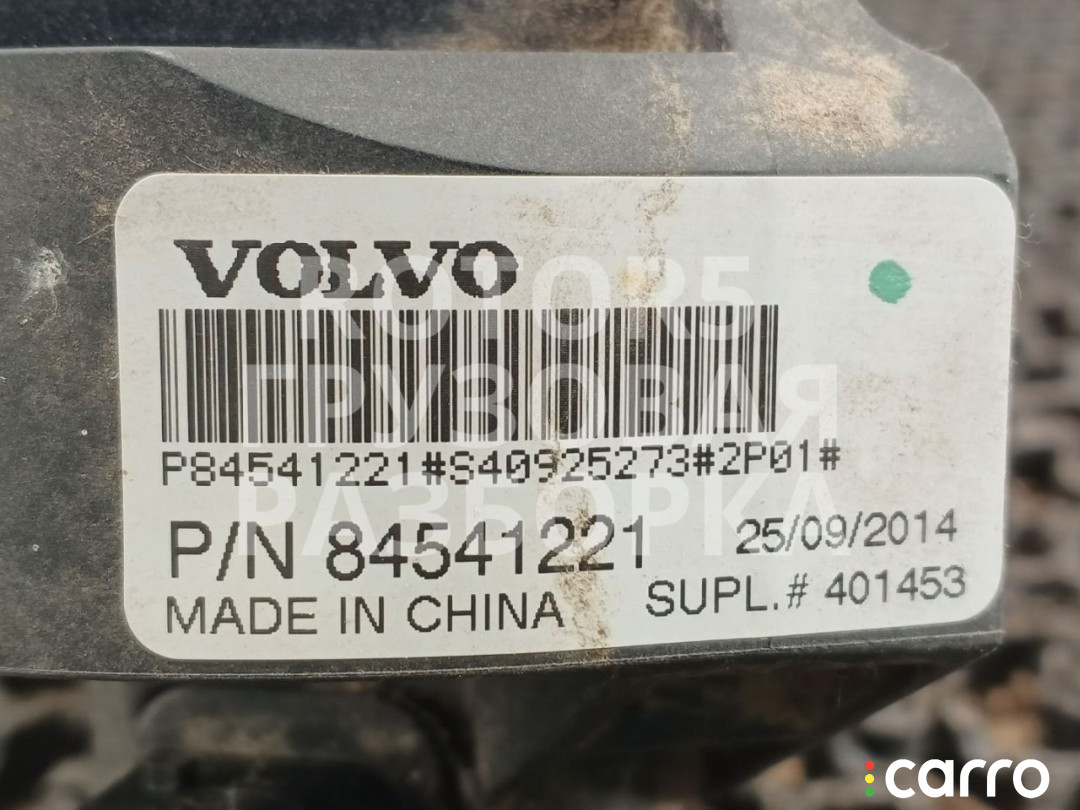 VOLVO
ROTOR5
ГРУЗОВАЯ
РАЗБОРКА
P84541221#S40925273#2P01#
P/N 84541221
25/09/2014
MADE IN CHINA
SUPL.# 401453
carro